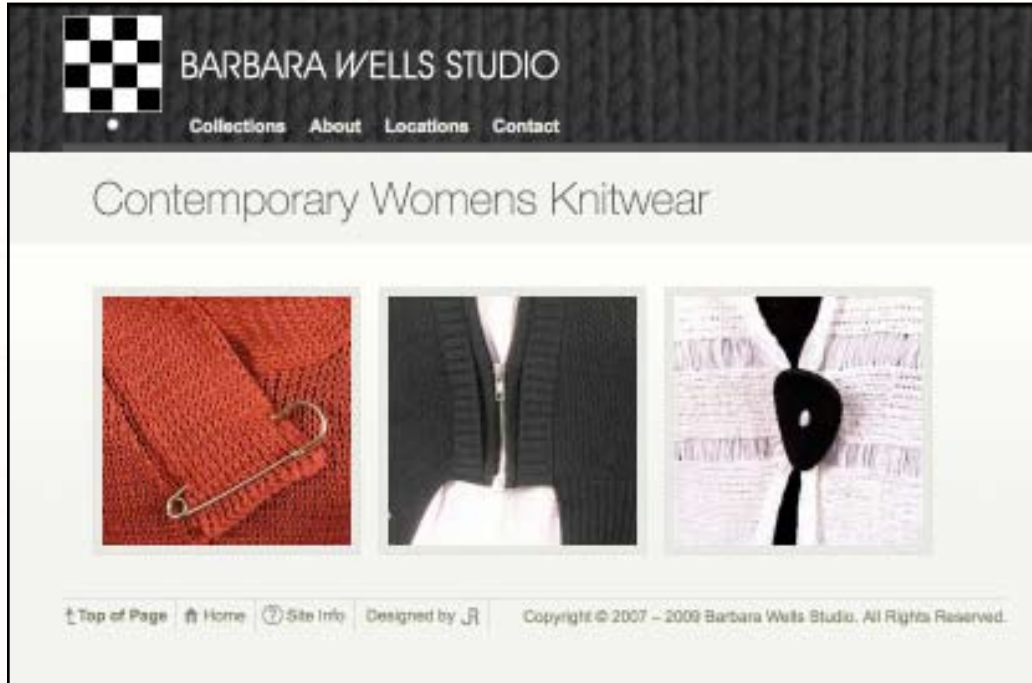 BARBARA WELLS STUDIO
Collections About Locations Contact
Contemporary Womens Knitwear
Top of Page Home ? Site Info Designed by JR Copyright © 2007 – 2009 Barbara Wells Studio. All Rights Reserved.